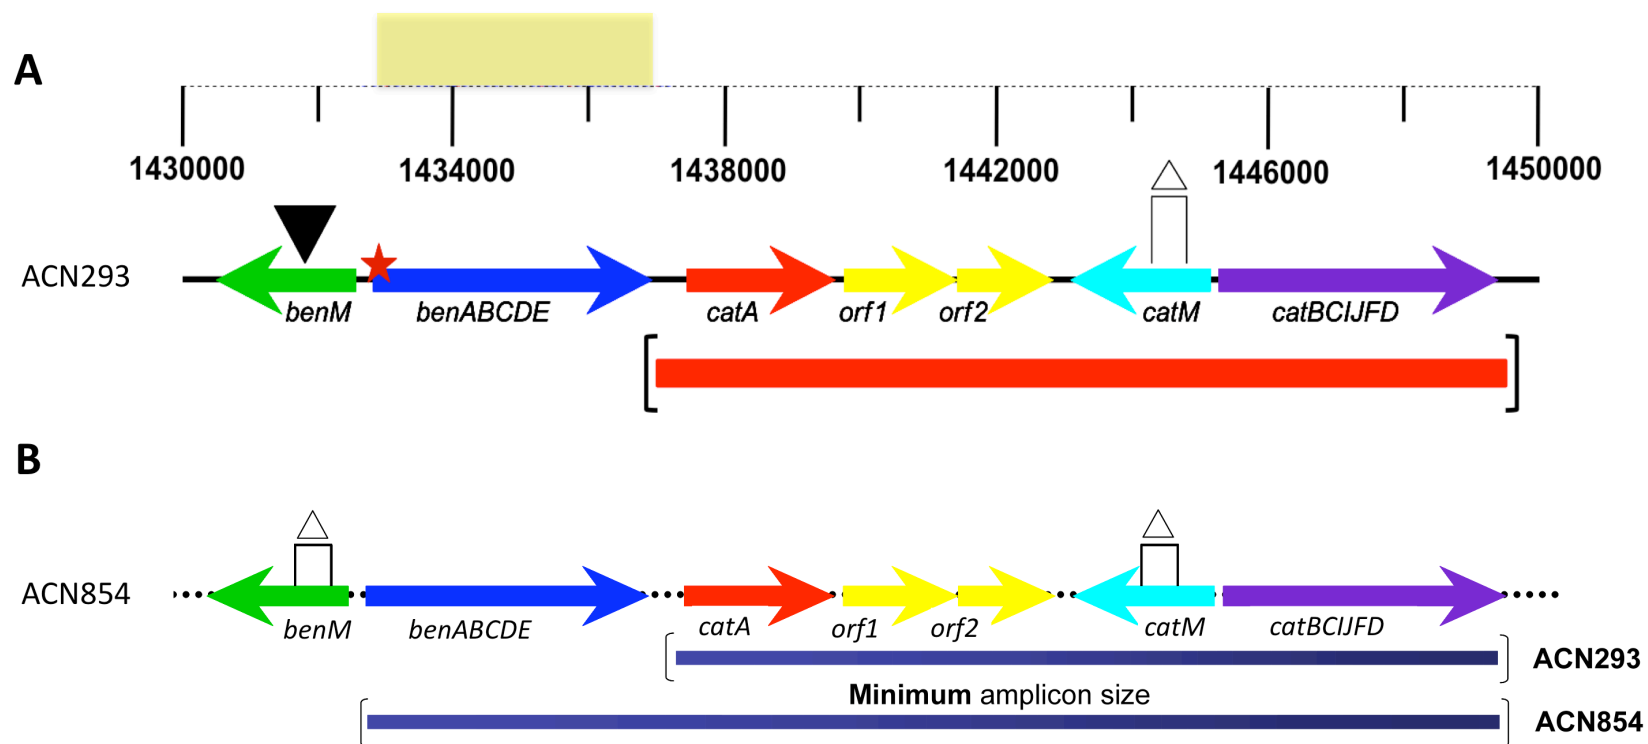 A
1430000 1434000 1438000 1442000 1446000 1450000
ACN293
benM benABCDE catA orf1 orf2 catM catBCIJFD
B
ACN854
benM benABCDE catA orf1 orf2 catM catBCIJFD
ACN293
Minimum amplicon size
ACN854